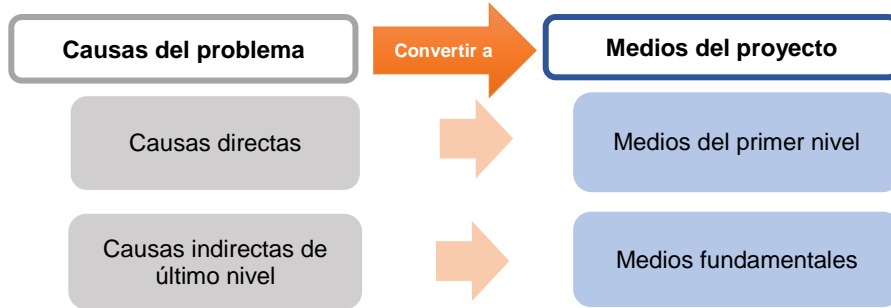 Causas del problema
Convertir a
Medios del proyecto
Causas directas
Medios del primer nivel
Causas indirectas de
último nivel
Medios fundamentales